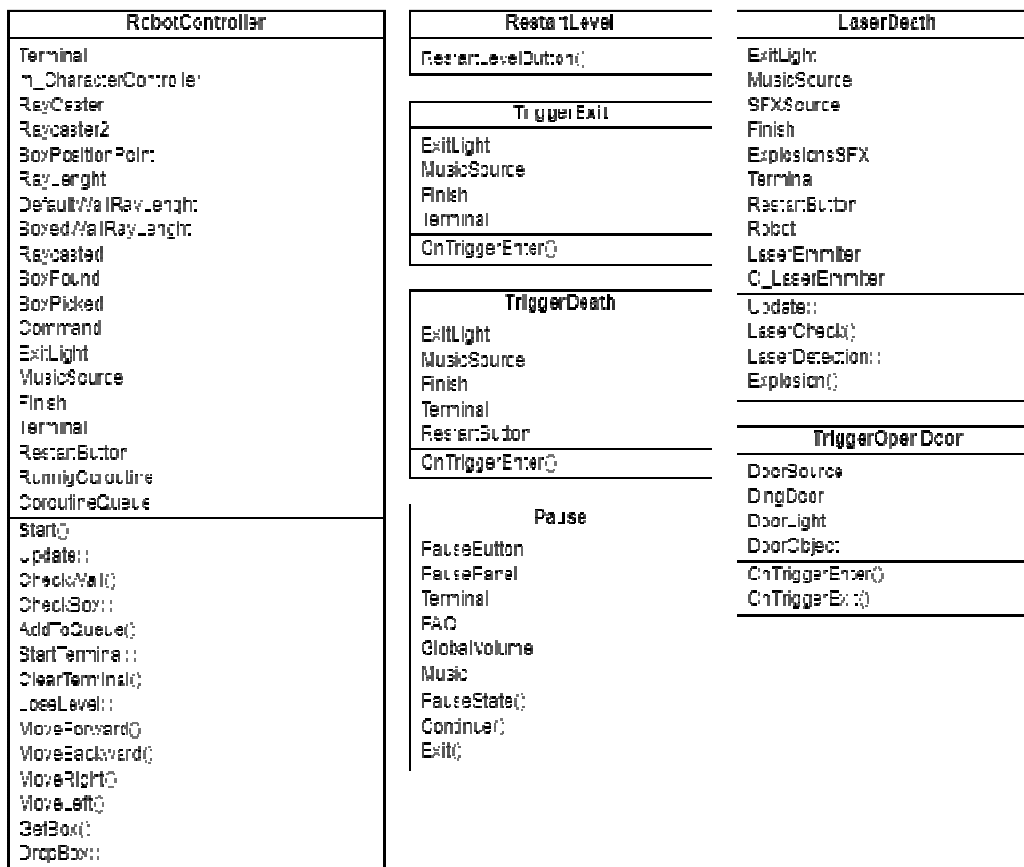 RobotController
Terminal
m_CharacterController
RayCaster
Raycaster2
BoxPositionPoint
RayLenght
DefaultWallRayLenght
BoxedWallRayLenght
Raycasted
BoxFound
BoxPicked
Command
ExitLight
MusicSource
Finish
Terminal
RestartButton
RunnigCoroutine
CoroutineQueue
Start()
Update()
CheckWall()
CheckBox()
AddToQueue()
StartTerminal()
ClearTerminal()
LoseLevel()
MoveForward()
MoveBackward()
MoveRight()
MoveLeft()
GetBox()
DropBox()
RestartLevel
RestartLevelButton()
TriggerExit
ExitLight
MusicSource
Finish
Terminal
OnTriggerEnter()
TriggerDeath
ExitLight
MusicSource
Finish
Terminal
RestartButton
OnTriggerEnter()
Pause
PauseButton
PausePanel
Terminal
FAQ
GlobalVolume
Music
PauseState()
Continue()
Exit()
LaserDeath
ExitLight
MusicSource
SFXSource
Finish
ExplosionsSFX
Terminal
RestartButton
Robot
LaserEmmiter
C_LaserEmmiter
Update()
LaserCheck()
LaserDetection()
Explosion()
TriggerOpenDoor
DoorSource
DingDoor
DoorLight
DoorObject
OnTriggerEnter()
OnTriggerExit()